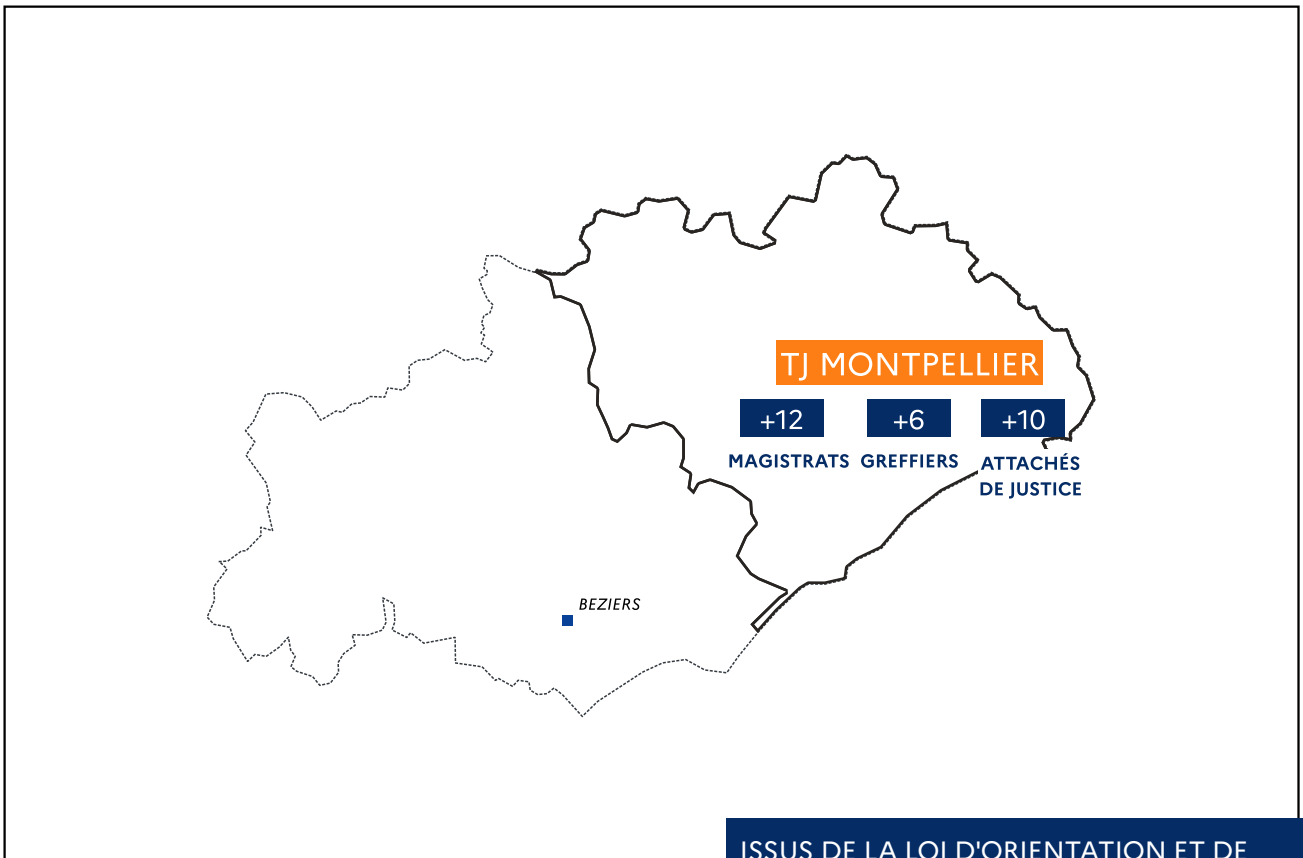 TJ MONTPELLIER
+12
+6
+10
MAGISTRATS
GREFFIERS
ATTACHÉS
DE JUSTICE
BEZIERS
ISSUS DE LA LOI D'ORIENTATION ET DE